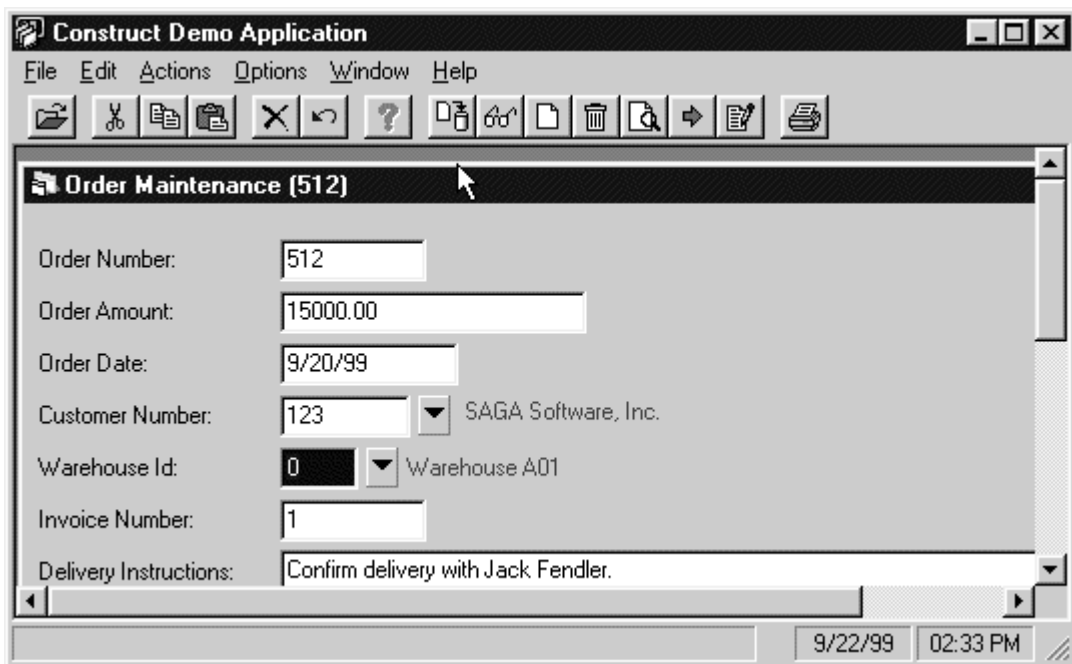 Construct Demo Application
File Edit Actions Options Window Help
Order Maintenance (512)
Order Number: 512
Order Amount: 15000.00
Order Date: 9/20/99
Customer Number: 123 SAGA Software, Inc.
Warehouse Id: 0 Warehouse A01
Invoice Number: 1
Delivery Instructions: Confirm delivery with Jack Fendler.
9/22/99 02:33 PM